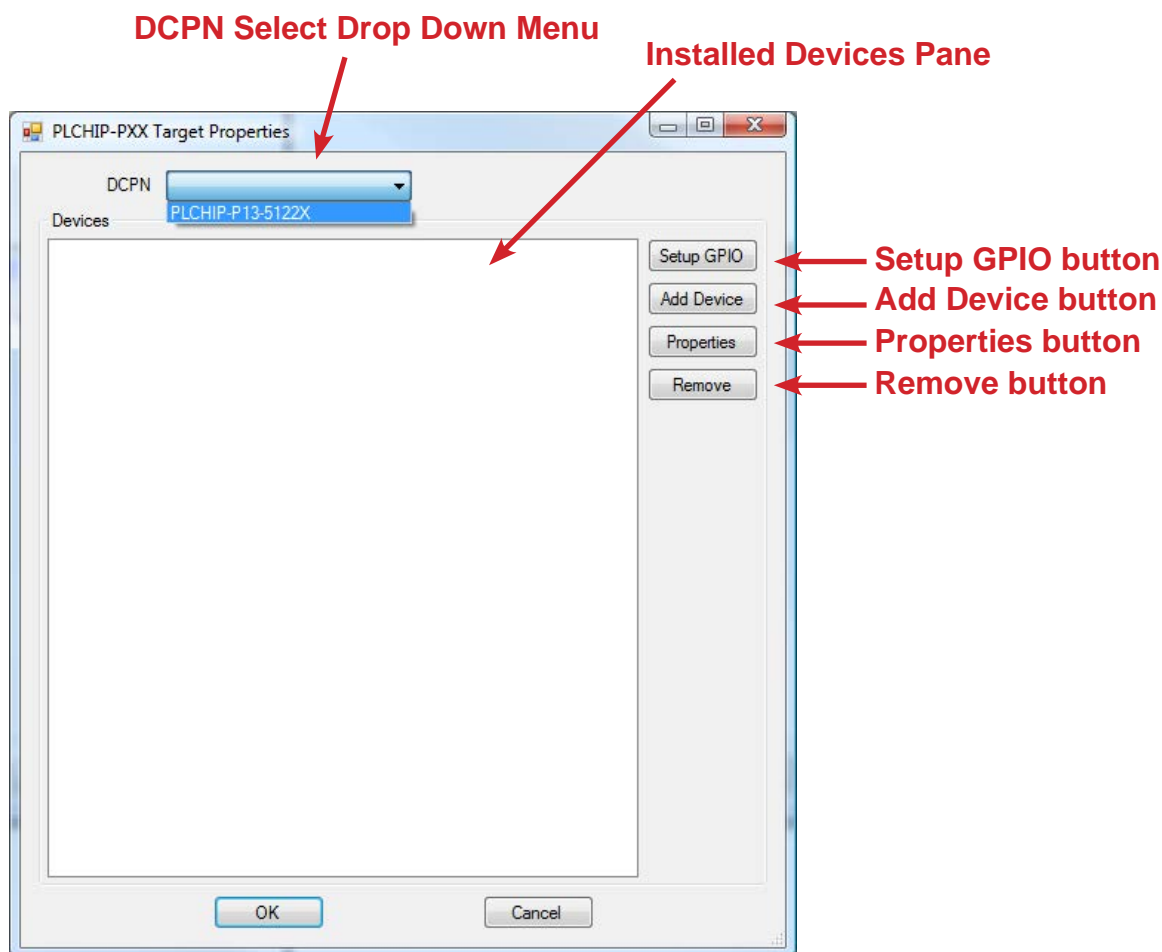 DCPN Select Drop Down Menu
Installed Devices Pane
PLCHIP-PXX Target Properties
DCPN
PLCHIP-P13-5122X
Devices
Setup GPIO
Setup GPIO button
Add Device
Add Device button
Properties
Properties button
Remove
Remove button
OK
Cancel